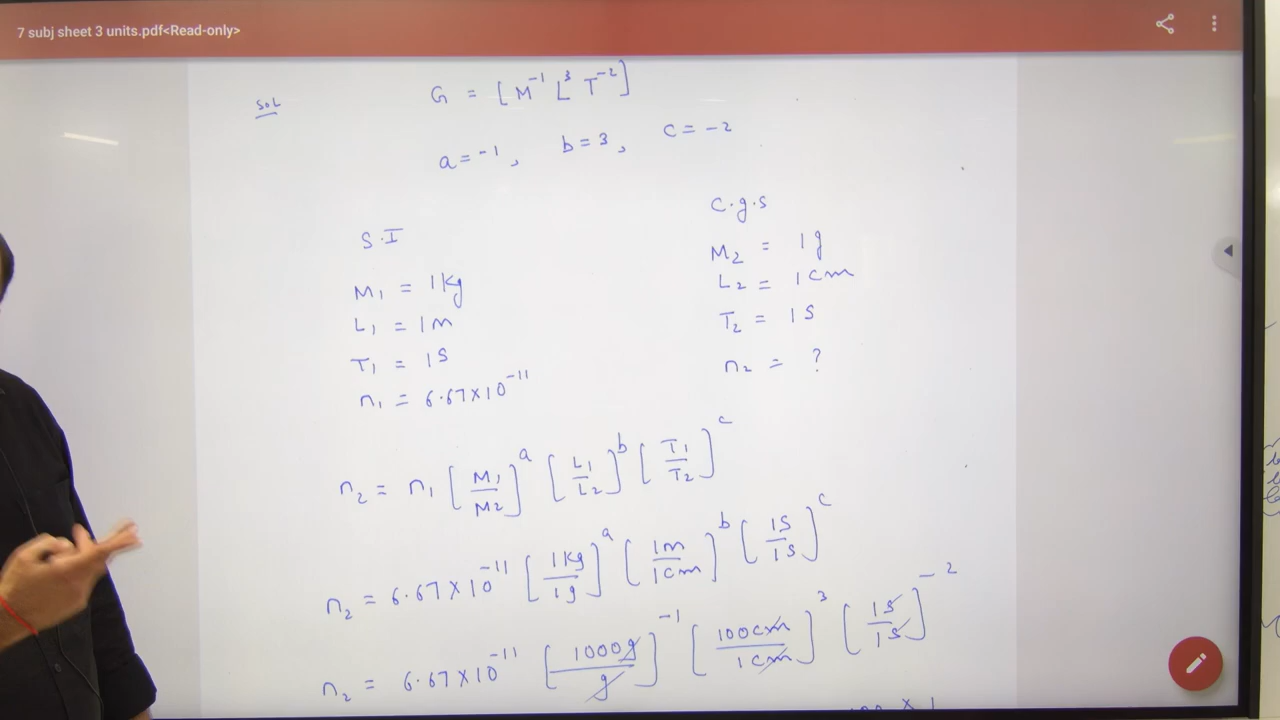 7 subj sheet 3 units.pdf<Read-only>
Sol G = [M⁻¹ L³ T⁻²]
a = -1, b = 3, c = -2
S.I
M₁ = 1kg
L₁ = 1m
T₁ = 1S
n₁ = 6.67×10⁻¹¹
C.g.s
M₂ = 1g
L₂ = 1cm
T₂ = 1S
n₂ = ?
n₂ = n₁ [M₁/M₂]ᵃ [L₁/L₂]ᵇ [T₁/T₂]ᶜ
n₂ = 6.67×10⁻¹¹ [1kg/1g]ᵃ [1m/1cm]ᵇ [1S/1S]ᶜ
n₂ = 6.67×10⁻¹¹ [1000g/g]⁻¹ [100cm/1cm]³ [1S/1S]⁻²